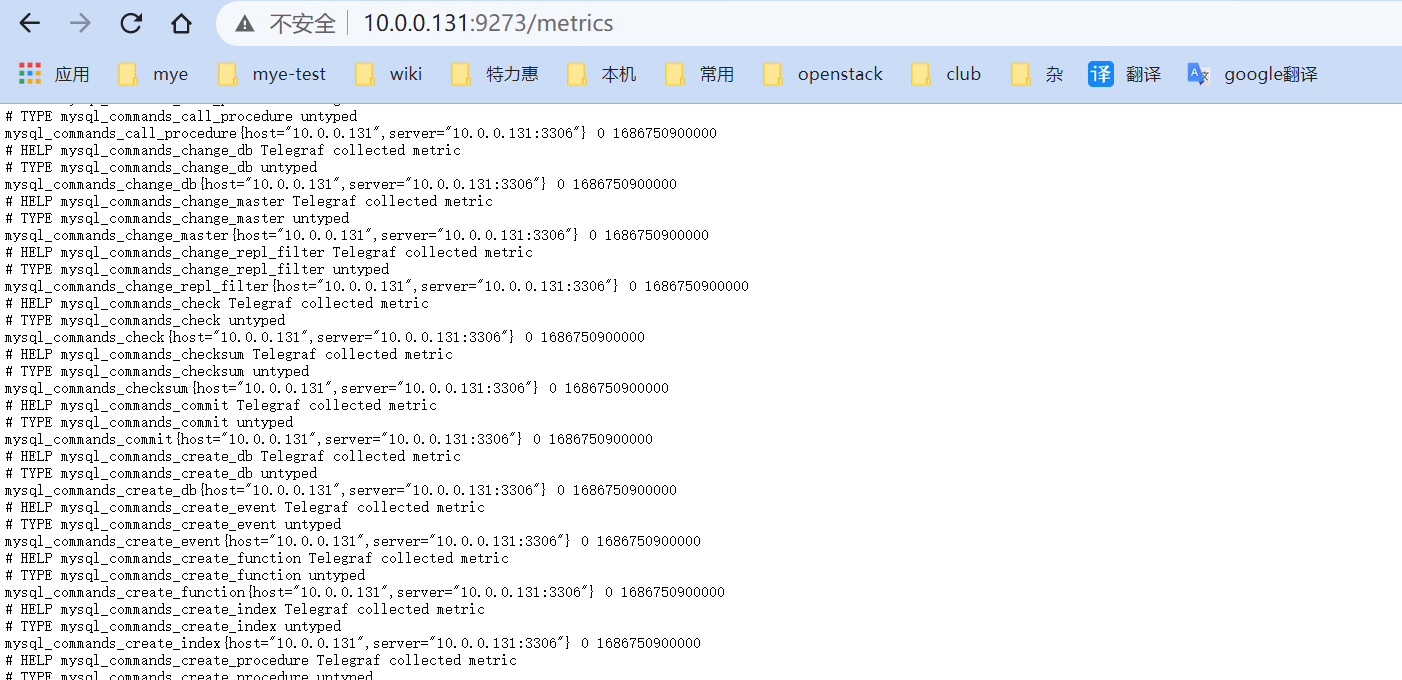 不安全 10.0.0.131:9273/metrics
应用 mye mye-test wiki 特力惠 本机 常用 openstack club 杂 译 翻译 google翻译
# TYPE mysql_commands_call_procedure untyped
mysql_commands_call_procedure{host="10.0.0.131",server="10.0.0.131:3306"} 0 1686750900000
# HELP mysql_commands_change_db Telegraf collected metric
# TYPE mysql_commands_change_db untyped
mysql_commands_change_db{host="10.0.0.131",server="10.0.0.131:3306"} 0 1686750900000
# HELP mysql_commands_change_master Telegraf collected metric
# TYPE mysql_commands_change_master untyped
mysql_commands_change_master{host="10.0.0.131",server="10.0.0.131:3306"} 0 1686750900000
# HELP mysql_commands_change_repl_filter Telegraf collected metric
# TYPE mysql_commands_change_repl_filter untyped
mysql_commands_change_repl_filter{host="10.0.0.131",server="10.0.0.131:3306"} 0 1686750900000
# HELP mysql_commands_check Telegraf collected metric
# TYPE mysql_commands_check untyped
mysql_commands_check{host="10.0.0.131",server="10.0.0.131:3306"} 0 1686750900000
# HELP mysql_commands_checksum Telegraf collected metric
# TYPE mysql_commands_checksum untyped
mysql_commands_checksum{host="10.0.0.131",server="10.0.0.131:3306"} 0 1686750900000
# HELP mysql_commands_commit Telegraf collected metric
# TYPE mysql_commands_commit untyped
mysql_commands_commit{host="10.0.0.131",server="10.0.0.131:3306"} 0 1686750900000
# HELP mysql_commands_create_db Telegraf collected metric
# TYPE mysql_commands_create_db untyped
mysql_commands_create_db{host="10.0.0.131",server="10.0.0.131:3306"} 0 1686750900000
# HELP mysql_commands_create_event Telegraf collected metric
# TYPE mysql_commands_create_event untyped
mysql_commands_create_event{host="10.0.0.131",server="10.0.0.131:3306"} 0 1686750900000
# HELP mysql_commands_create_function Telegraf collected metric
# TYPE mysql_commands_create_function untyped
mysql_commands_create_function{host="10.0.0.131",server="10.0.0.131:3306"} 0 1686750900000
# HELP mysql_commands_create_index Telegraf collected metric
# TYPE mysql_commands_create_index untyped
mysql_commands_create_index{host="10.0.0.131",server="10.0.0.131:3306"} 0 1686750900000
# HELP mysql_commands_create_procedure Telegraf collected metric
# TYPE mysql_commands_create_procedure untyped